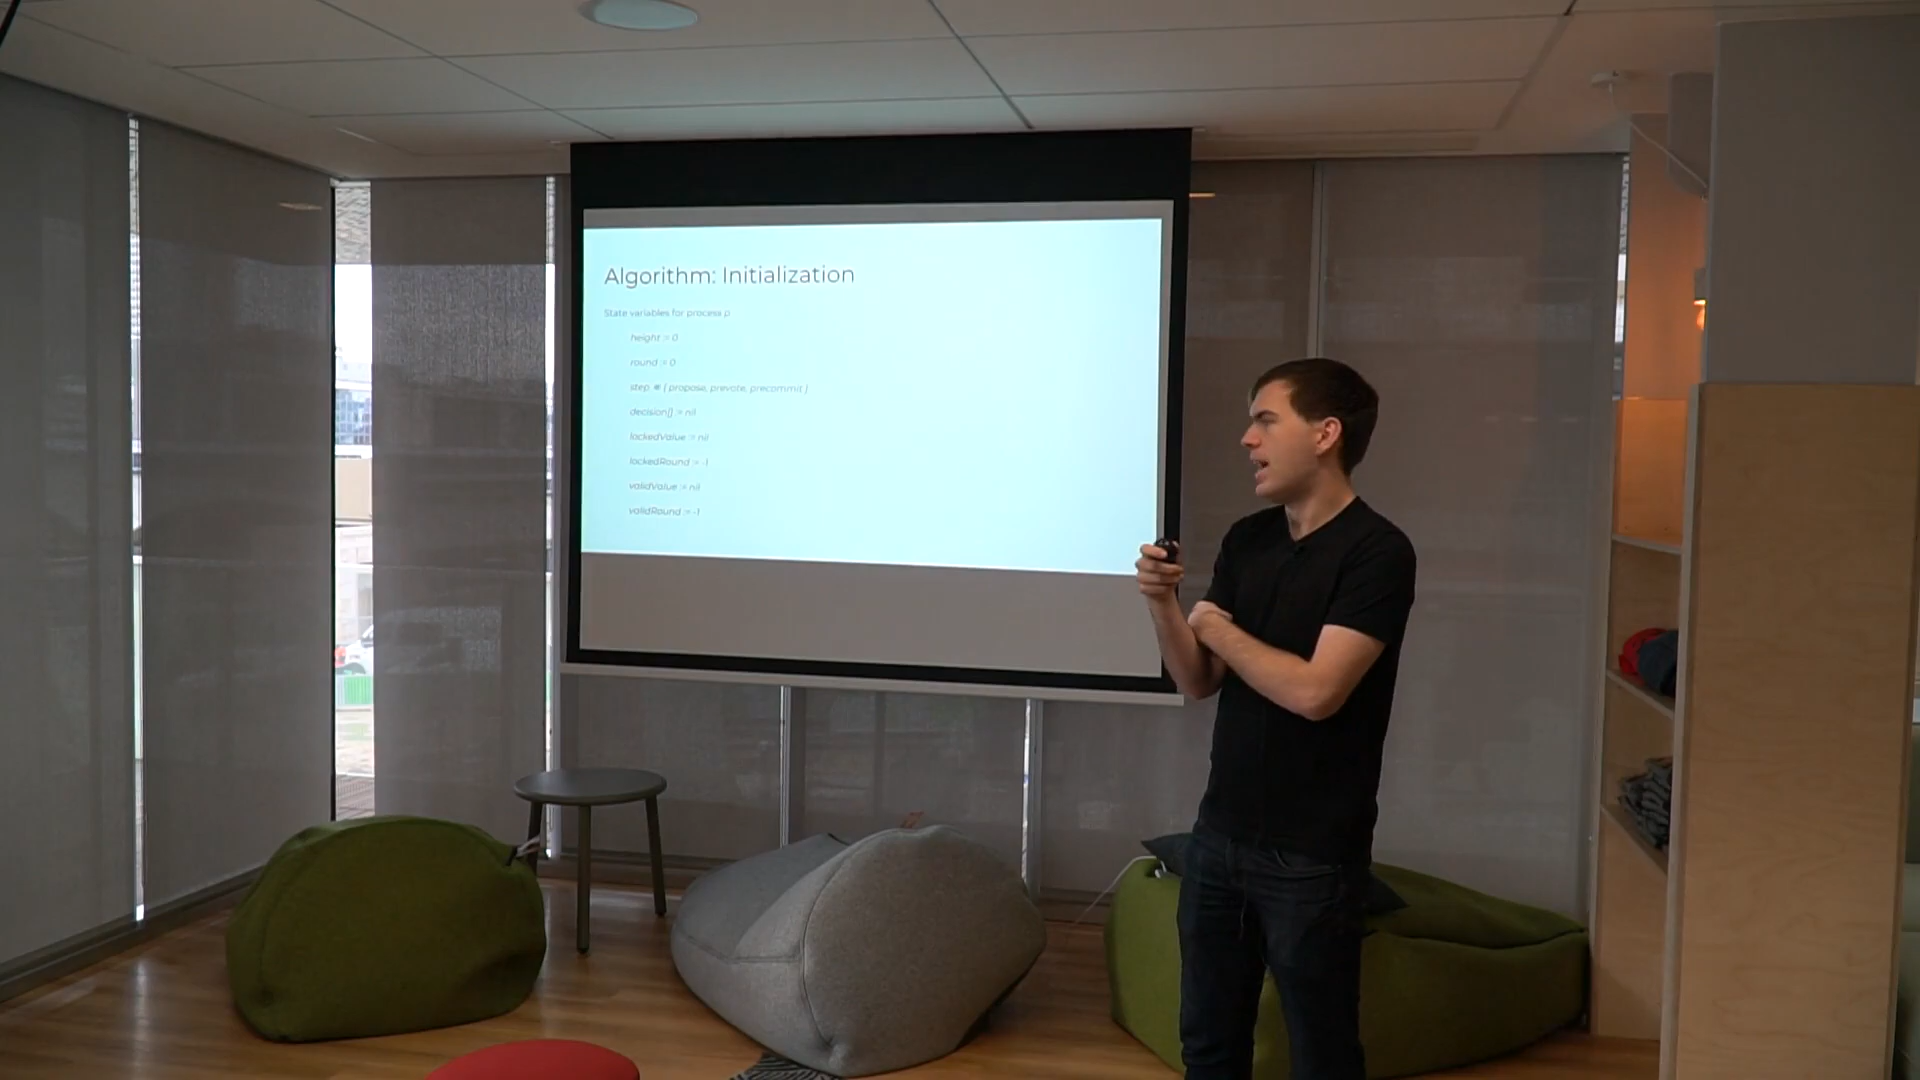 Algorithm: Initialization
State variables for process p
height := 0
round := 0
step ∈ { propose, prevote, precommit }
decision[] := nil
lockedValue := nil
lockedRound := -1
validValue := nil
validRound := -1